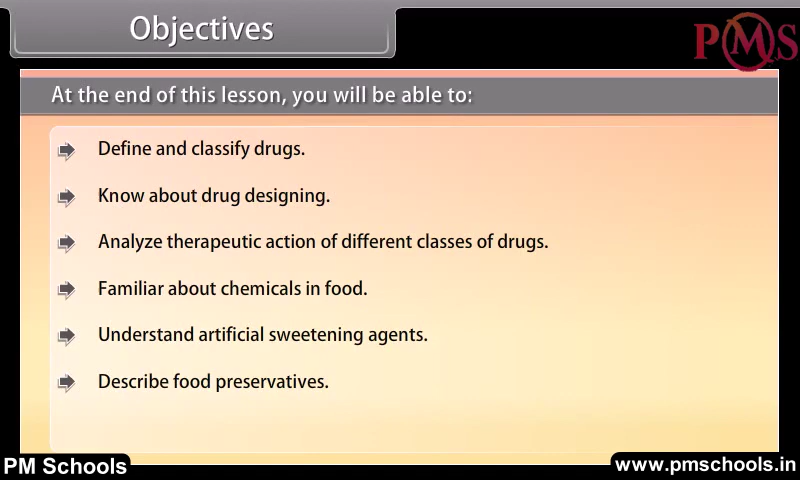 Objectives
PMS
At the end of this lesson, you will be able to:
Define and classify drugs.
Know about drug designing.
Analyze therapeutic action of different classes of drugs.
Familiar about chemicals in food.
Understand artificial sweetening agents.
Describe food preservatives.
PM Schools
www.pmschools.in